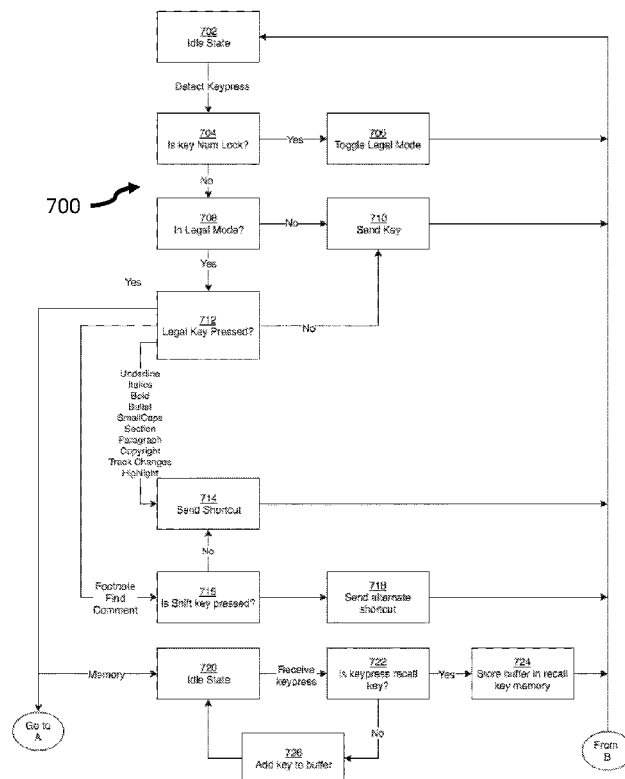 702
Idle State
Detect Keypress
704
Is key Num Lock?
Yes
706
Toggle Legal Mode
No
700
708
In Legal Mode?
No
710
Send Key
Yes
Yes
712
Legal Key Pressed?
No
Underline
Italics
Bold
Bullet
SmallCaps
Section
Paragraph
Copyright
Track Changes
Highlight
714
Send Shortcut
No
Footnote
Find
Comment
716
Is Shift key pressed?
718
Send alternate
shortcut
Memory
720
Idle State
Receive
keypress
722
Is keypress recall
key?
Yes
724
Store buffer in recall
key memory
No
Go to
A
726
Add key to buffer
From
B